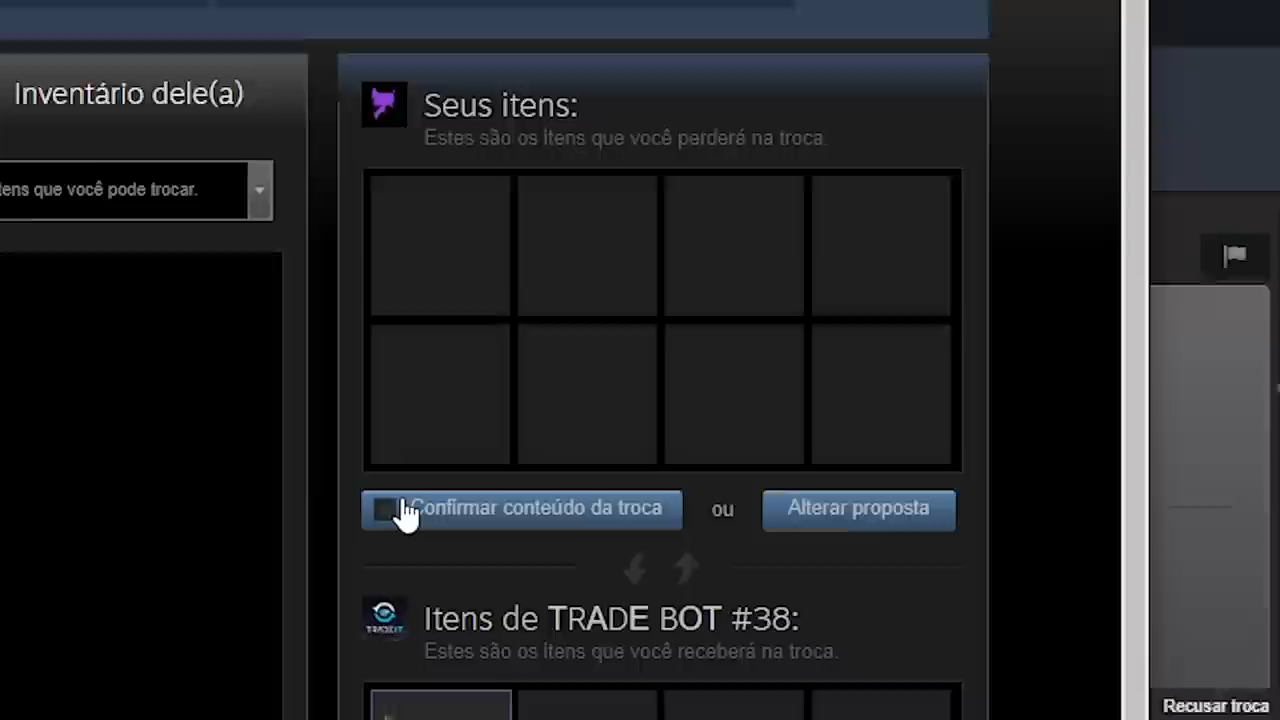 Inventário dele(a)
tens que você pode trocar.
Seus itens:
Estes são os itens que você perderá na troca.
Confirmar conteúdo da troca
ou
Alterar proposta
Itens de TRADE BOT #38:
Estes são os itens que você receberá na troca.
TRADEIT
Recusar troca